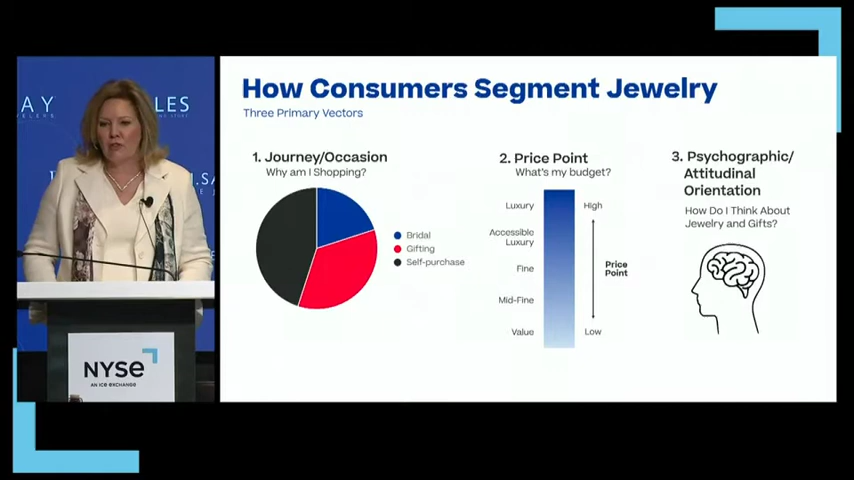 How Consumers Segment Jewelry
Three Primary Vectors
1. Journey/Occasion
Why am I Shopping?
Bridal
Gifting
Self-purchase
2. Price Point
What's my budget?
Luxury
High
Accessible
Luxury
Fine
Price
Point
Mid-Fine
Value
Low
3. Psychographic/
Attitudinal
Orientation
How Do I Think About
Jewelry and Gifts?
NYSE
AN ICE EXCHANGE